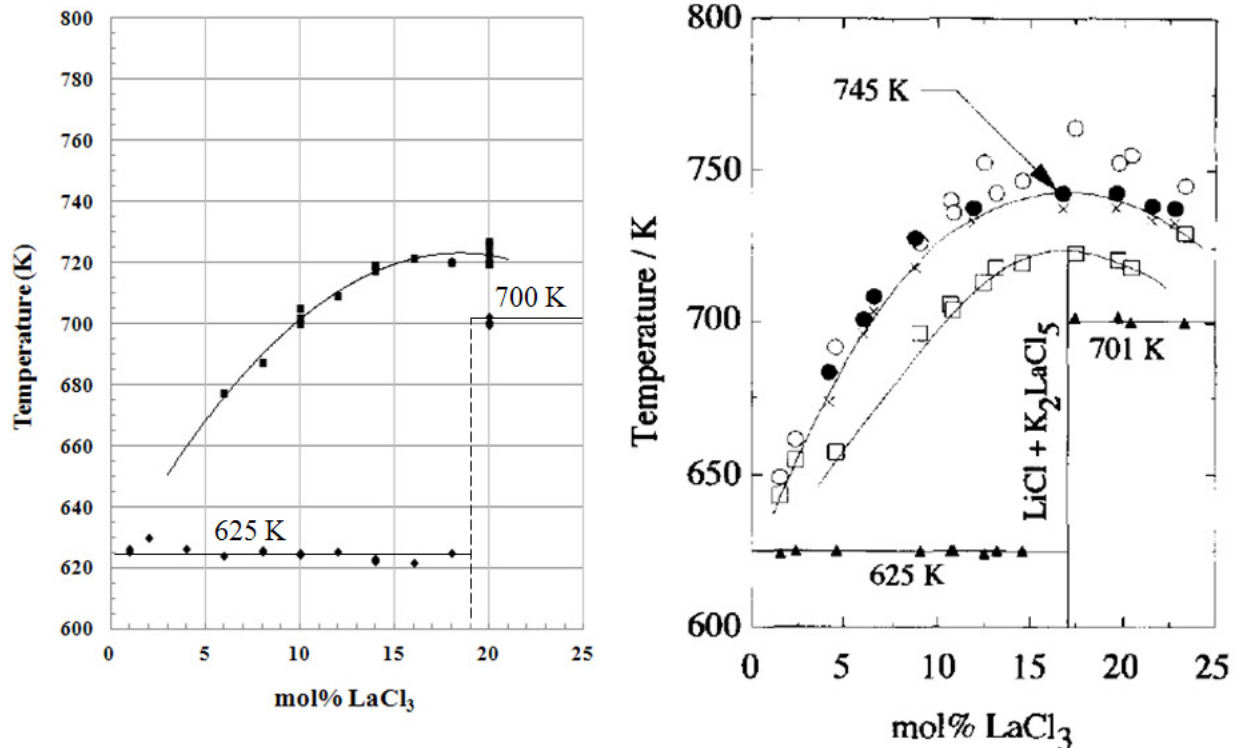 800
780
760
740
720
700
680
660
640
620
600
Temperature (K)
700 K
625 K
0
5
10
15
20
25
mol% LaCl₃
800
750
700
650
600
Temperature / K
745 K
701 K
625 K
LiCl + K₂LaCl₅
0
5
10
15
20
25
mol% LaCl₃